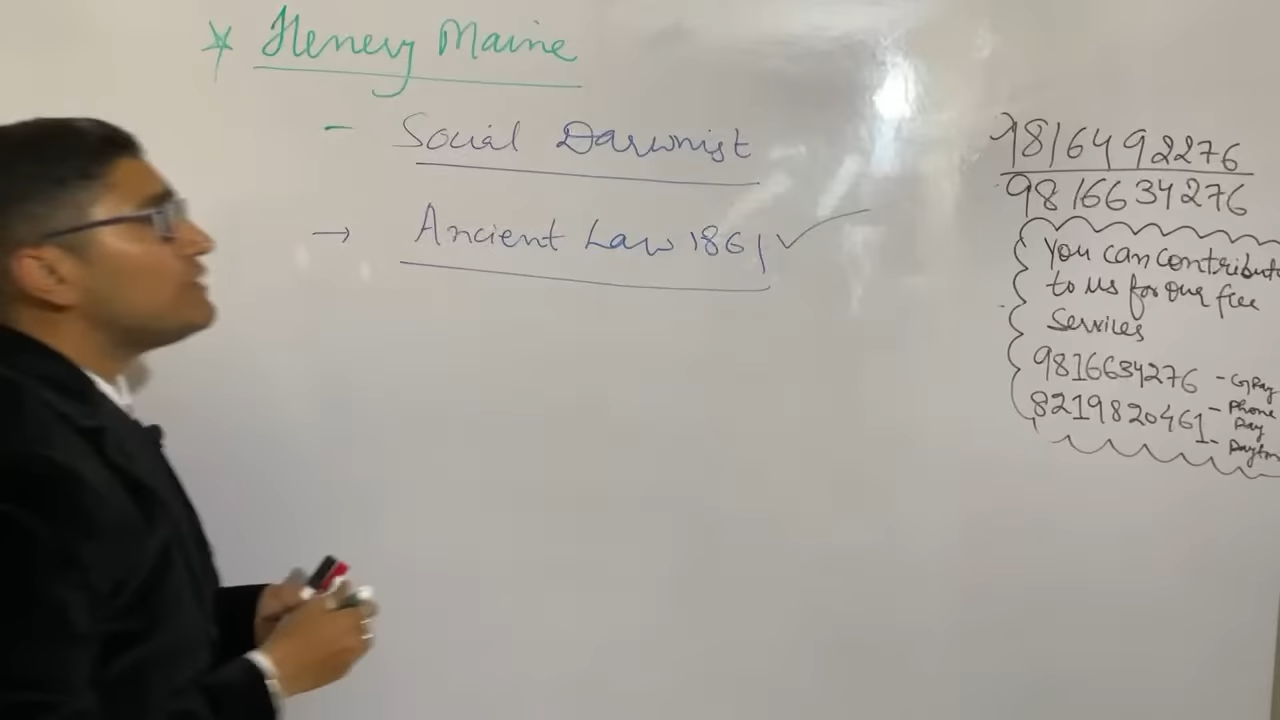 * Henery Maine
- Social Darwnist
→ Ancient Law 1861 ✓
9816492276
9816634276
You can contribut
to us for our free
Services
9816634276 - GPay
8219820461 - Phone
Pay
- Paytm